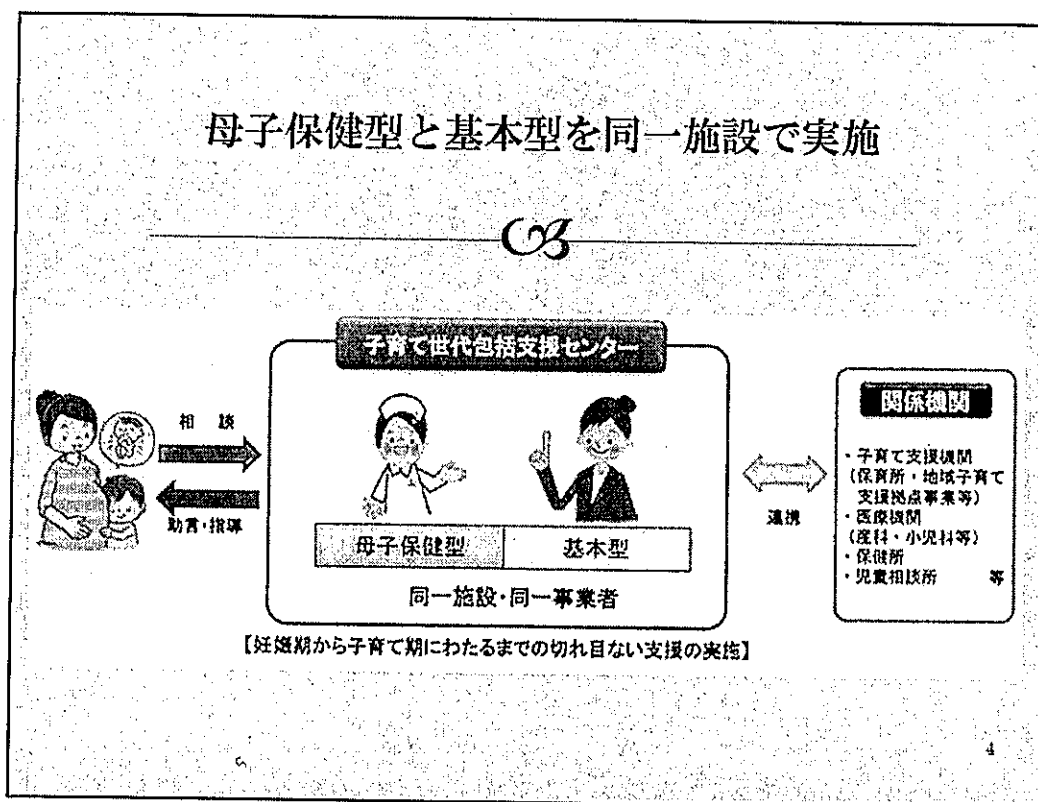 母子保健型と基本型を同一施設で実施
子育て世代包括支援センター
相 談
助言・指導
母子保健型
基本型
同一施設・同一事業者
連携
関係機関
・子育て支援機関
(保育所・地域子育て
支援拠点事業等)
・医療機関
(産科・小児科等)
・保健所
・児童相談所 等
【妊娠期から子育て期にわたるまでの切れ目ない支援の実施】
4